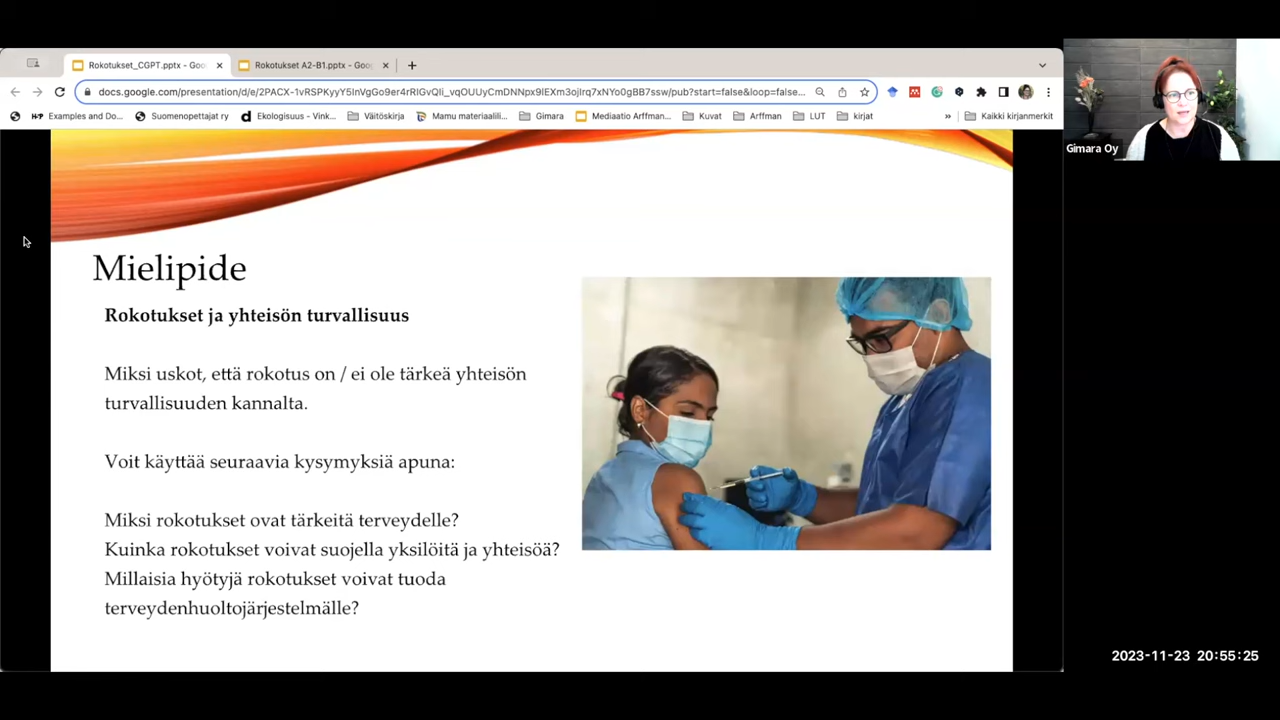 Rokotukset_CGPT.pptx - Goo
Rokotukset A2-B1.pptx - Goo
docs.google.com/presentation/d/e/2PACX-1vRSPKyyY5InVgGo9er4rRIGvQIi_vqOUUyCmDNNpx9IEXm3ojIrq7xNYo0gBB7ssw/pub?start=false&loop=false...
Examples and Do...
Suomenopettajat ry
Ekologisuus - Vink...
Väitöskirja
Mamu materiaalili...
Gimara
Mediaatio Arffman...
Kuvat
Arffman
LUT
kirjat
»
Kaikki kirjanmerkit
Gimara Oy
Mielipide
Rokotukset ja yhteisön turvallisuus
Miksi uskot, että rokotus on / ei ole tärkeä yhteisön
turvallisuuden kannalta.
Voit käyttää seuraavia kysymyksiä apuna:
Miksi rokotukset ovat tärkeitä terveydelle?
Kuinka rokotukset voivat suojella yksilöitä ja yhteisöä?
Millaisia hyötyjä rokotukset voivat tuoda
terveydenhuoltojärjestelmälle?
2023-11-23 20:55:25